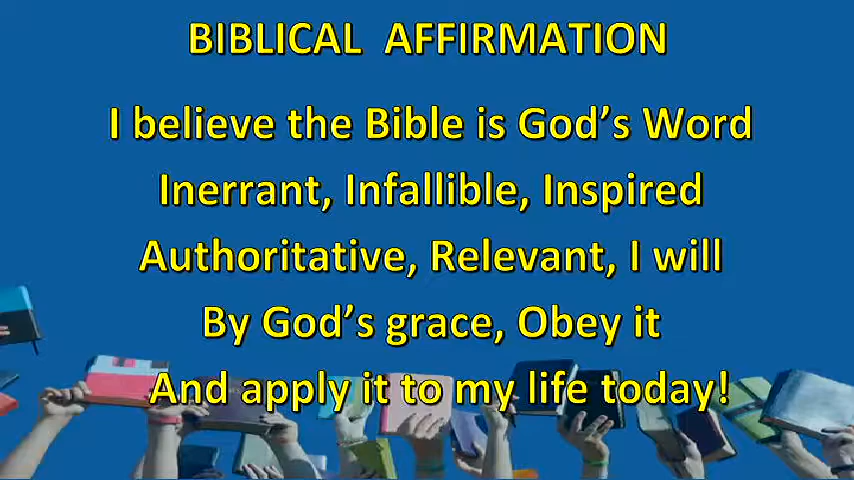 BIBLICAL AFFIRMATION
I believe the Bible is God’s Word
Inerrant, Infallible, Inspired
Authoritative, Relevant, I will
By God’s grace, Obey it
And apply it to my life today!